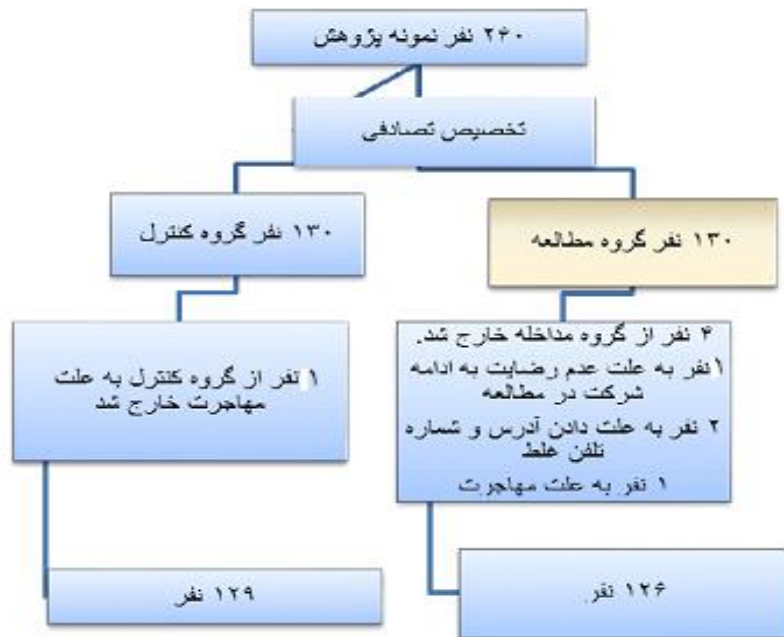 ۲۶۰ نفر نمونه پژوهش
تخصیص تصادفی
۱۳۰ نفر گروه مطالعه
۱۳۰ نفر گروه کنترل
۴ نفر از گروه مداخله خارج شد.
۱نفر به علت عدم رضایت به ادامه
شرکت در مطالعه
۲ نفر به علت دادن آدرس و شماره
تلفن غلط
۱ نفر به علت مهاجرت
۱ نفر از گروه کنترل به علت
مهاجرت خارج شد
۱۲۶ نفر.
۱۲۹ نفر